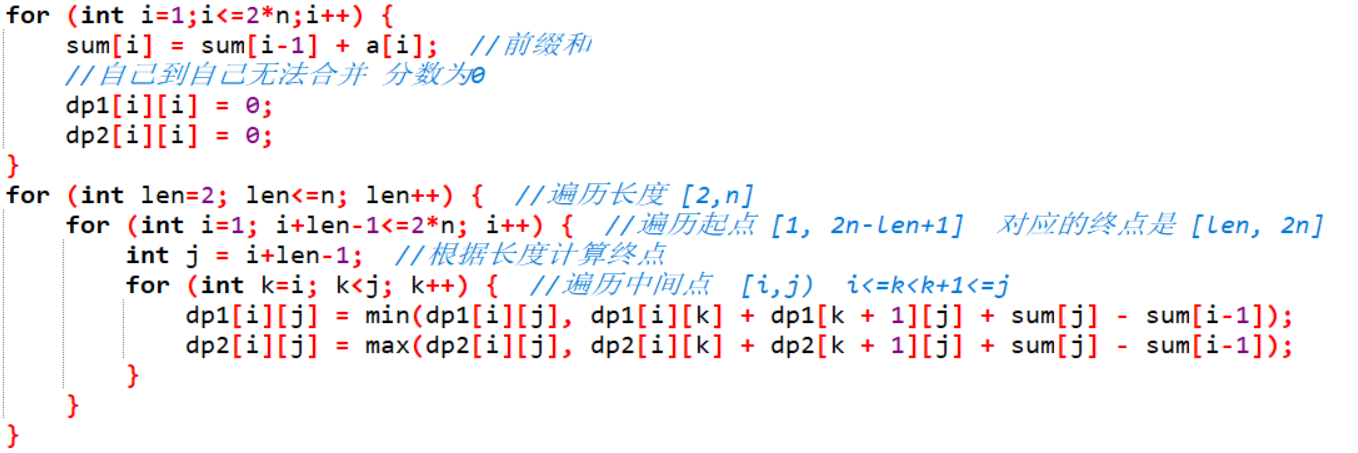 for (int i=1;i<=2*n;i++) {
    sum[i] = sum[i-1] + a[i];  //前缀和
    //自己到自己无法合并 分数为0
    dp1[i][i] = 0;
    dp2[i][i] = 0;
}
for (int len=2; len<=n; len++) {  //遍历长度 [2,n]
    for (int i=1; i+len-1<=2*n; i++) {  //遍历起点 [1, 2n-len+1]  对应的终点是 [len, 2n]
        int j = i+len-1;  //根据长度计算终点
        for (int k=i; k<j; k++) {  //遍历中间点  [i,j)  i<=k<k+1<=j
            dp1[i][j] = min(dp1[i][j], dp1[i][k] + dp1[k + 1][j] + sum[j] - sum[i-1]);
            dp2[i][j] = max(dp2[i][j], dp2[i][k] + dp2[k + 1][j] + sum[j] - sum[i-1]);
        }
    }
}